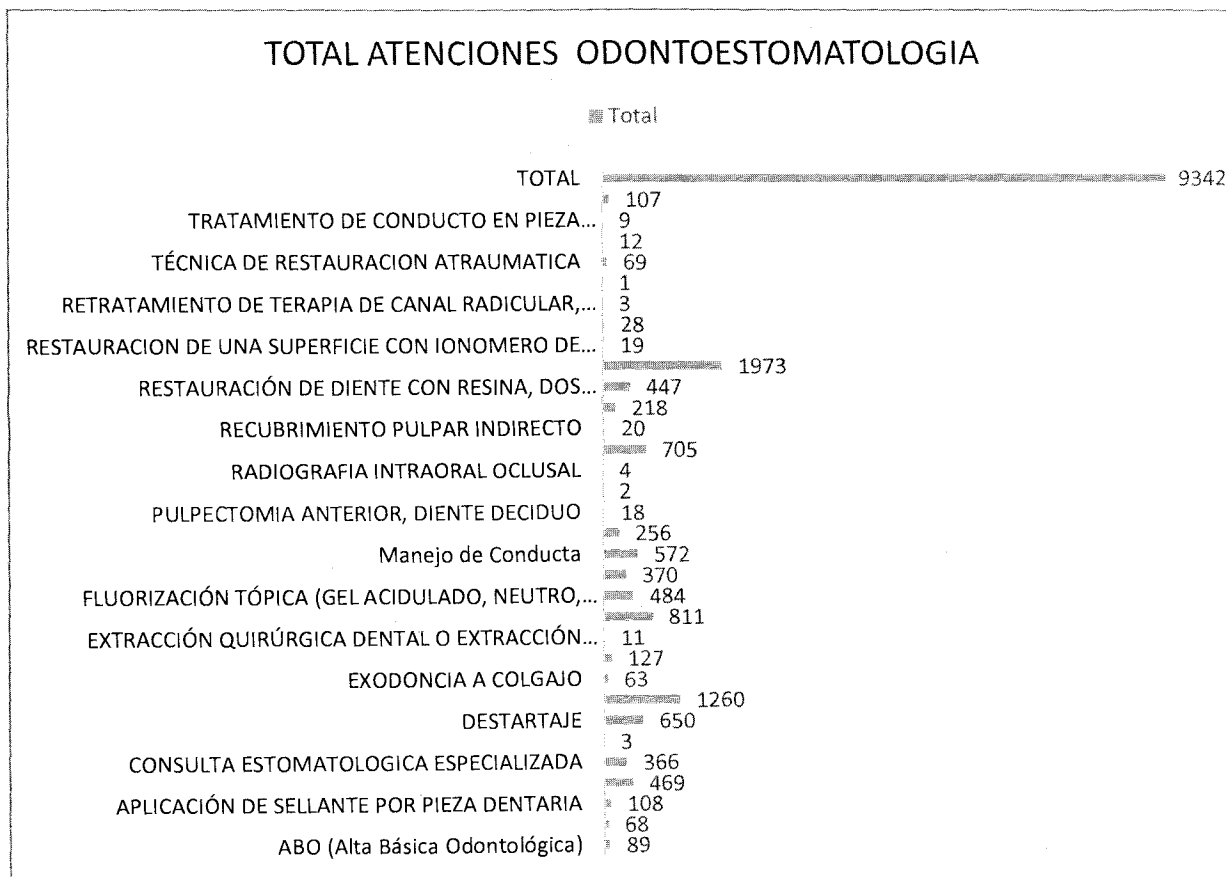 TOTAL ATENCIONES ODONTOESTOMATOLOGIA
Total
TOTAL 9342
107
TRATAMIENTO DE CONDUCTO EN PIEZA... 9
12
TÉCNICA DE RESTAURACION ATRAUMATICA 69
1
RETRATAMIENTO DE TERAPIA DE CANAL RADICULAR,... 3
28
RESTAURACION DE UNA SUPERFICIE CON IONOMERO DE... 19
1973
RESTAURACIÓN DE DIENTE CON RESINA, DOS... 447
218
RECUBRIMIENTO PULPAR INDIRECTO 20
705
RADIOGRAFIA INTRAORAL OCLUSAL 4
2
PULPECTOMIA ANTERIOR, DIENTE DECIDUO 18
256
Manejo de Conducta 572
370
FLUORIZACIÓN TÓPICA (GEL ACIDULADO, NEUTRO,... 484
811
EXTRACCIÓN QUIRÚRGICA DENTAL O EXTRACCIÓN... 11
127
EXODONCIA A COLGAJO 63
1260
DESTARTAJE 650
3
CONSULTA ESTOMATOLOGICA ESPECIALIZADA 366
469
APLICACIÓN DE SELLANTE POR PIEZA DENTARIA 108
68
ABO (Alta Básica Odontológica) 89